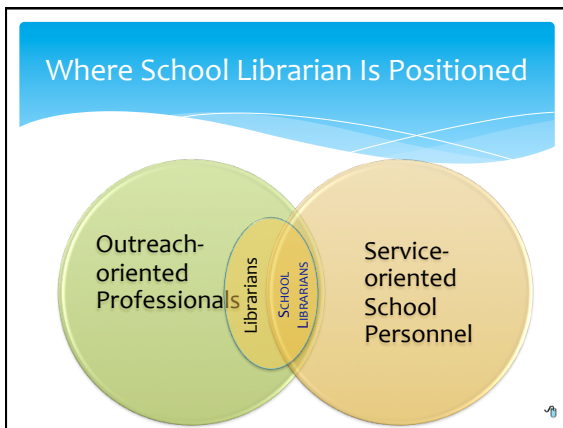 Where School Librarian Is Positioned
Outreach-
oriented
Professionals
Librarians
SCHOOL
LIBRARIANS
Service-
oriented
School
Personnel